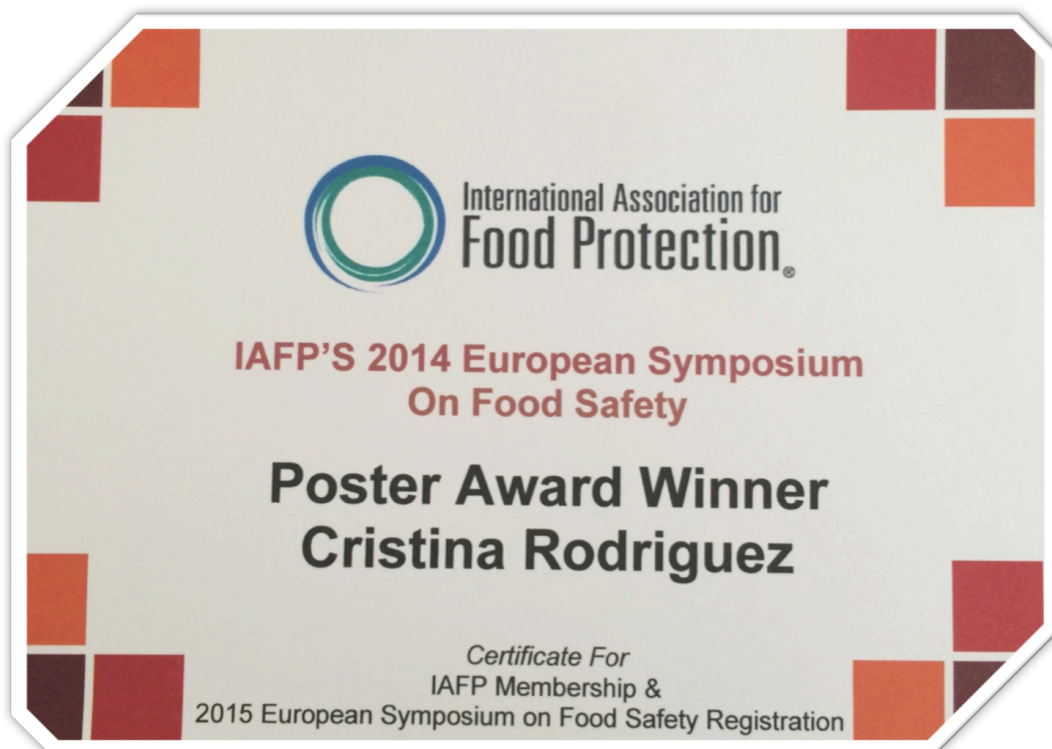 International Association for
Food Protection®
IAFP'S 2014 European Symposium
On Food Safety
Poster Award Winner
Cristina Rodriguez
Certificate For
IAFP Membership &
2015 European Symposium on Food Safety Registration